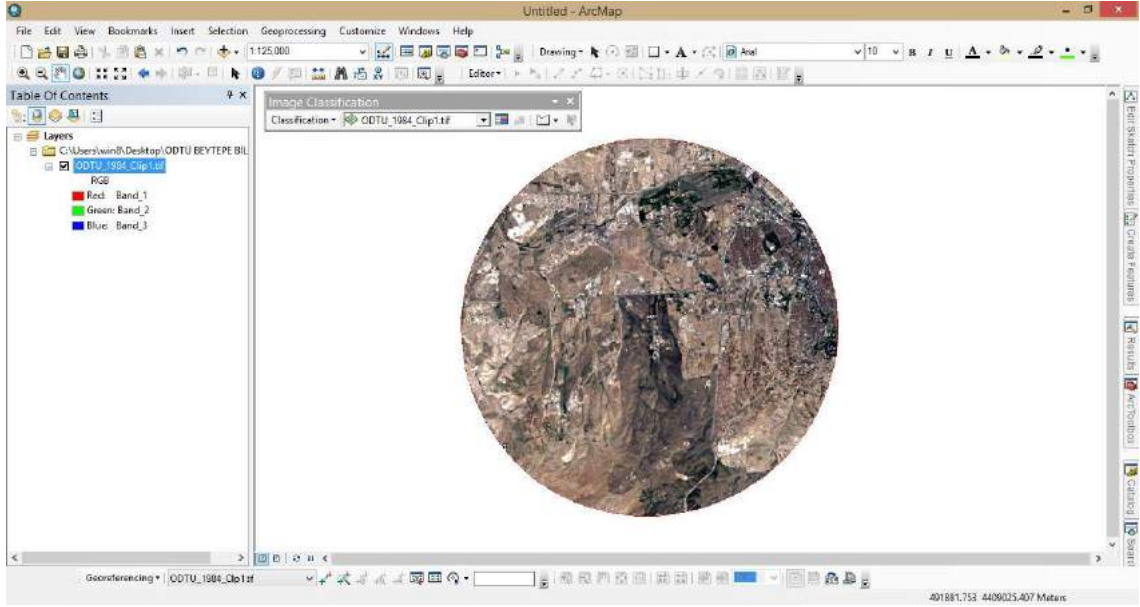 Untitled - ArcMap
File Edit View Bookmarks Insert Selection Geoprocessing Customize Windows Help
1:125,000 Drawing Arial 10 B I U A
Editor
Table Of Contents
Image Classification
Classification ODTU_1984_Clip1.tif
Layers
C:\Users\win8\Desktop\ODTÜ BEYTEPE BIL
ODTU_1984_Clip1.tif
RGB
Red: Band_1
Green: Band_2
Blue: Band_3
Edit Sketch Properties
Create Features
Results
ArcToolbox
Catalog
Georeferencing ODTU_1984_Clip1.tif
491881.753 4409025.407 Meters